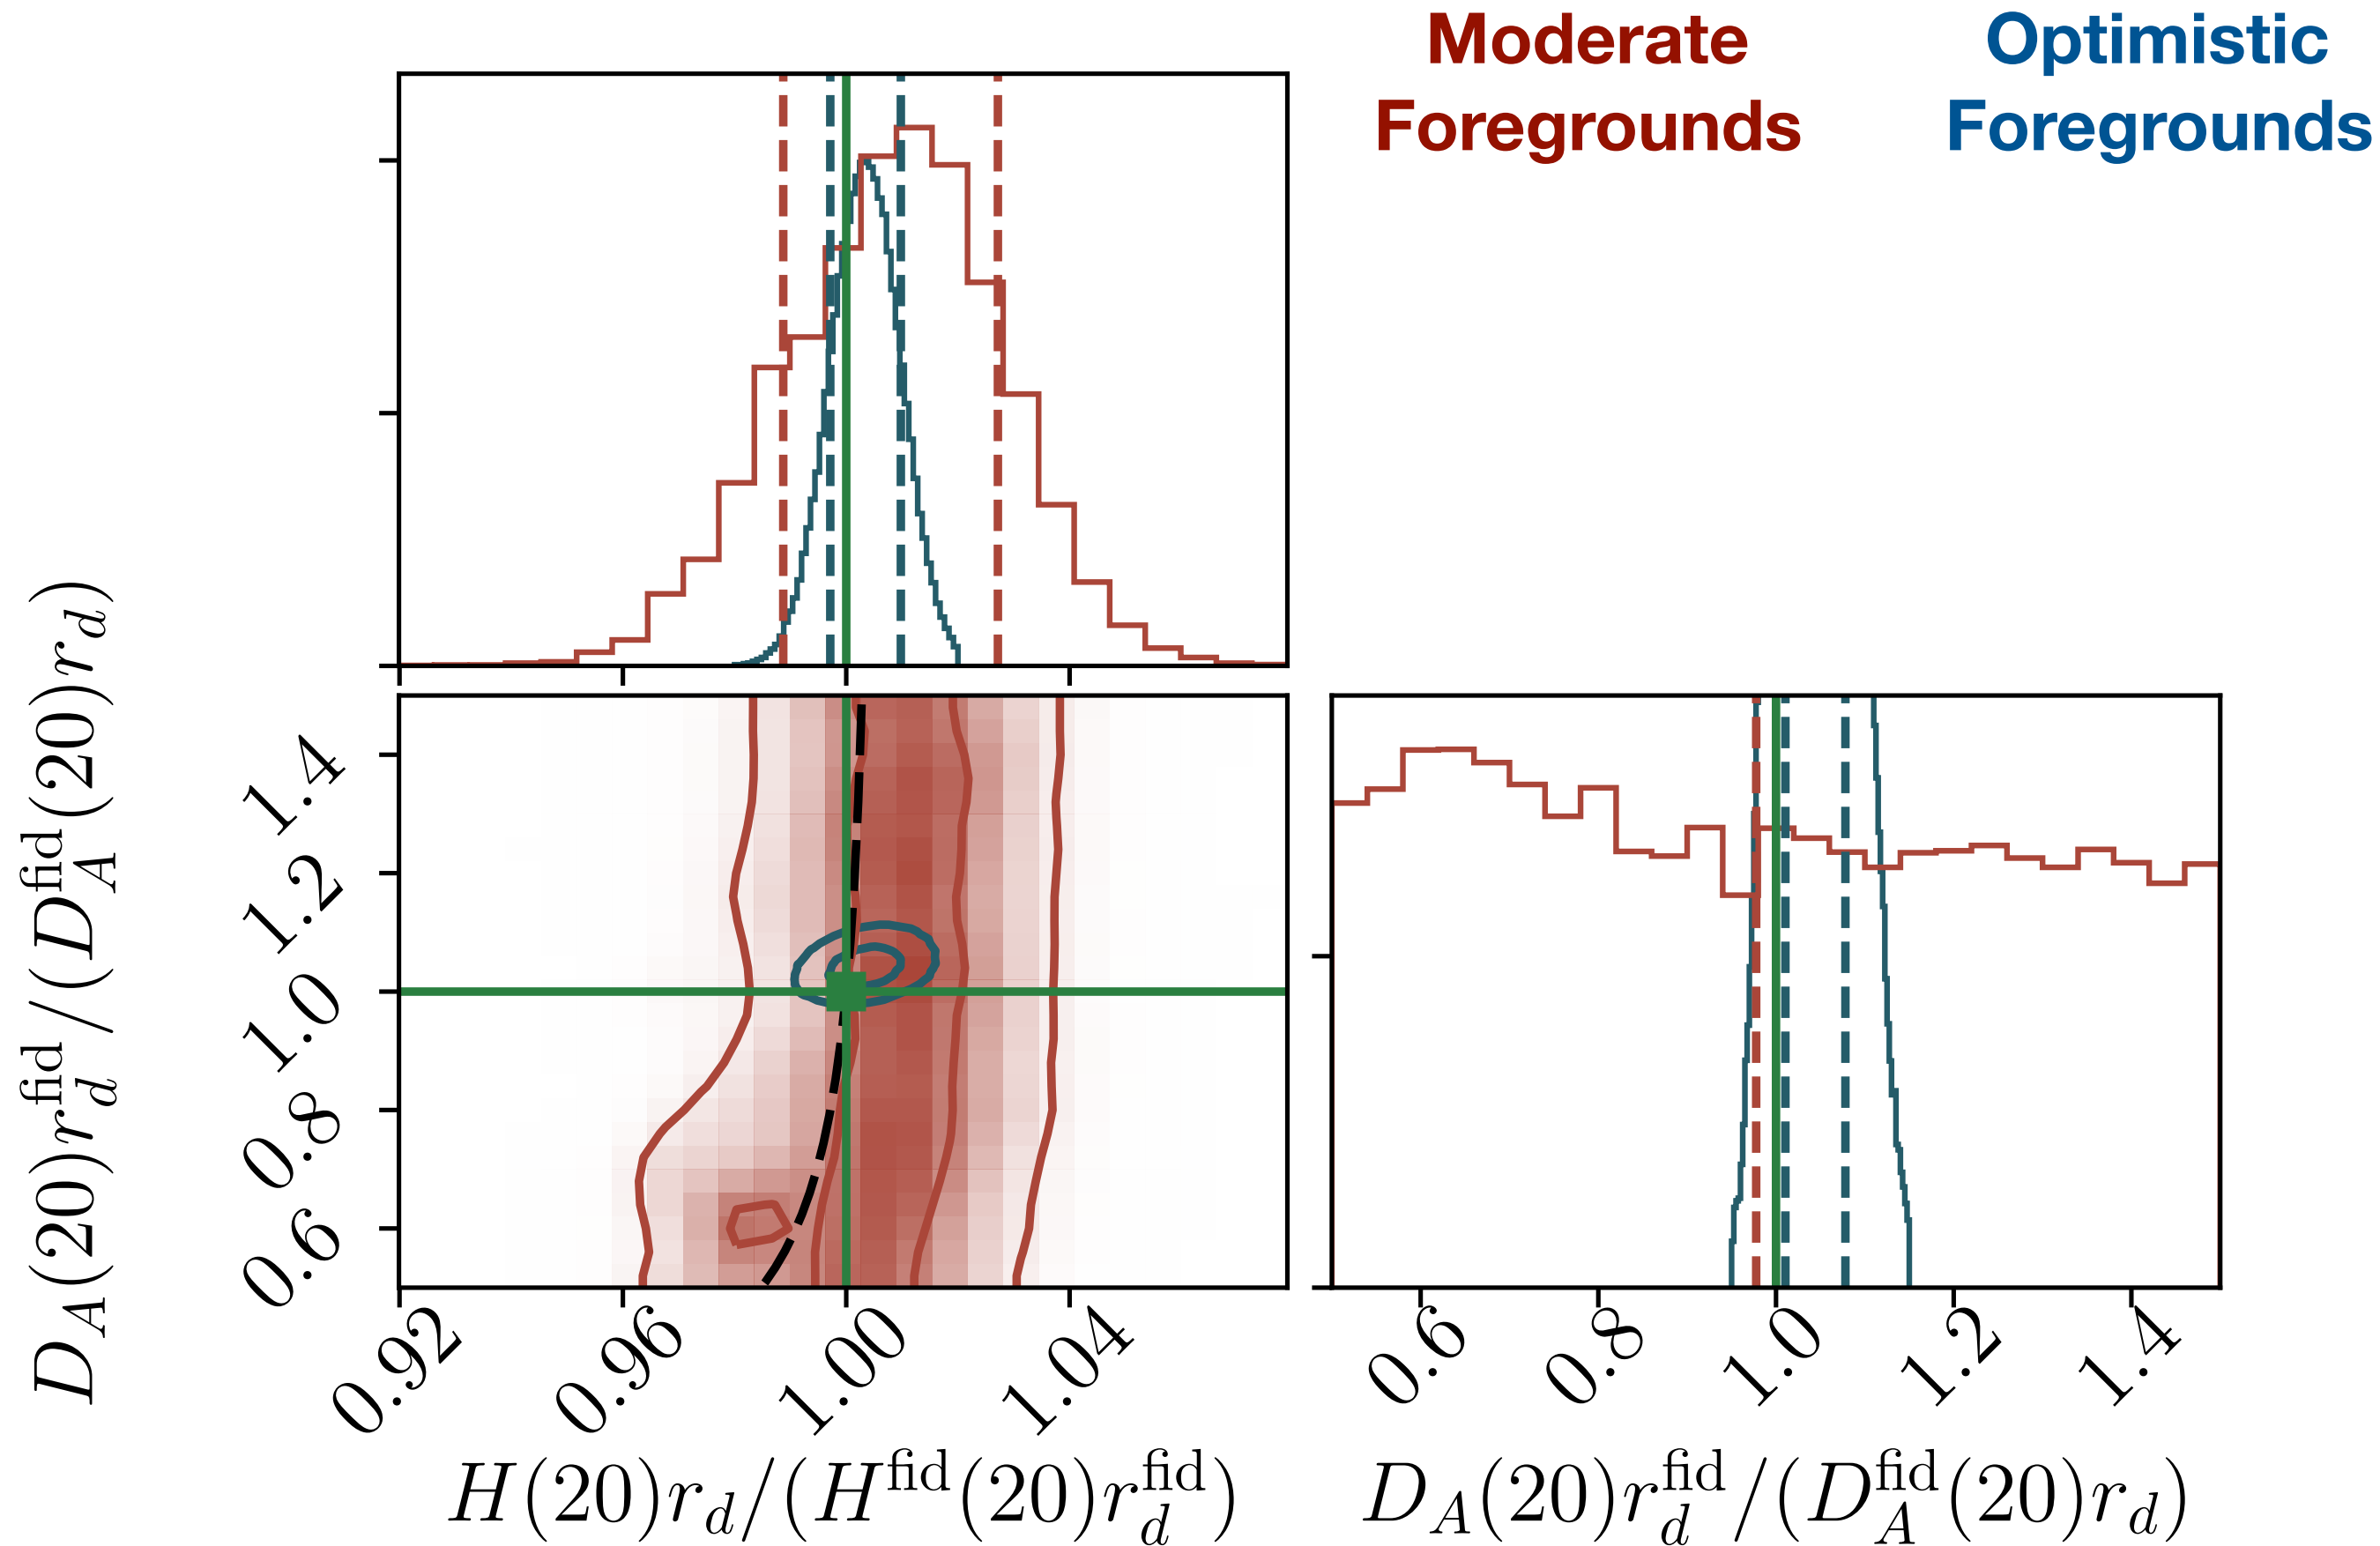 Moderate Foregrounds
Optimistic Foregrounds
D_A(20)r_d^fid/(D_A^fid(20)r_d)
1.4
1.2
1.0
0.8
0.6
0.92
0.96
1.00
1.04
H(20)r_d/(H^fid(20)r_d^fid)
0.6
0.8
1.0
1.2
1.4
D_A(20)r_d^fid/(D_A^fid(20)r_d)